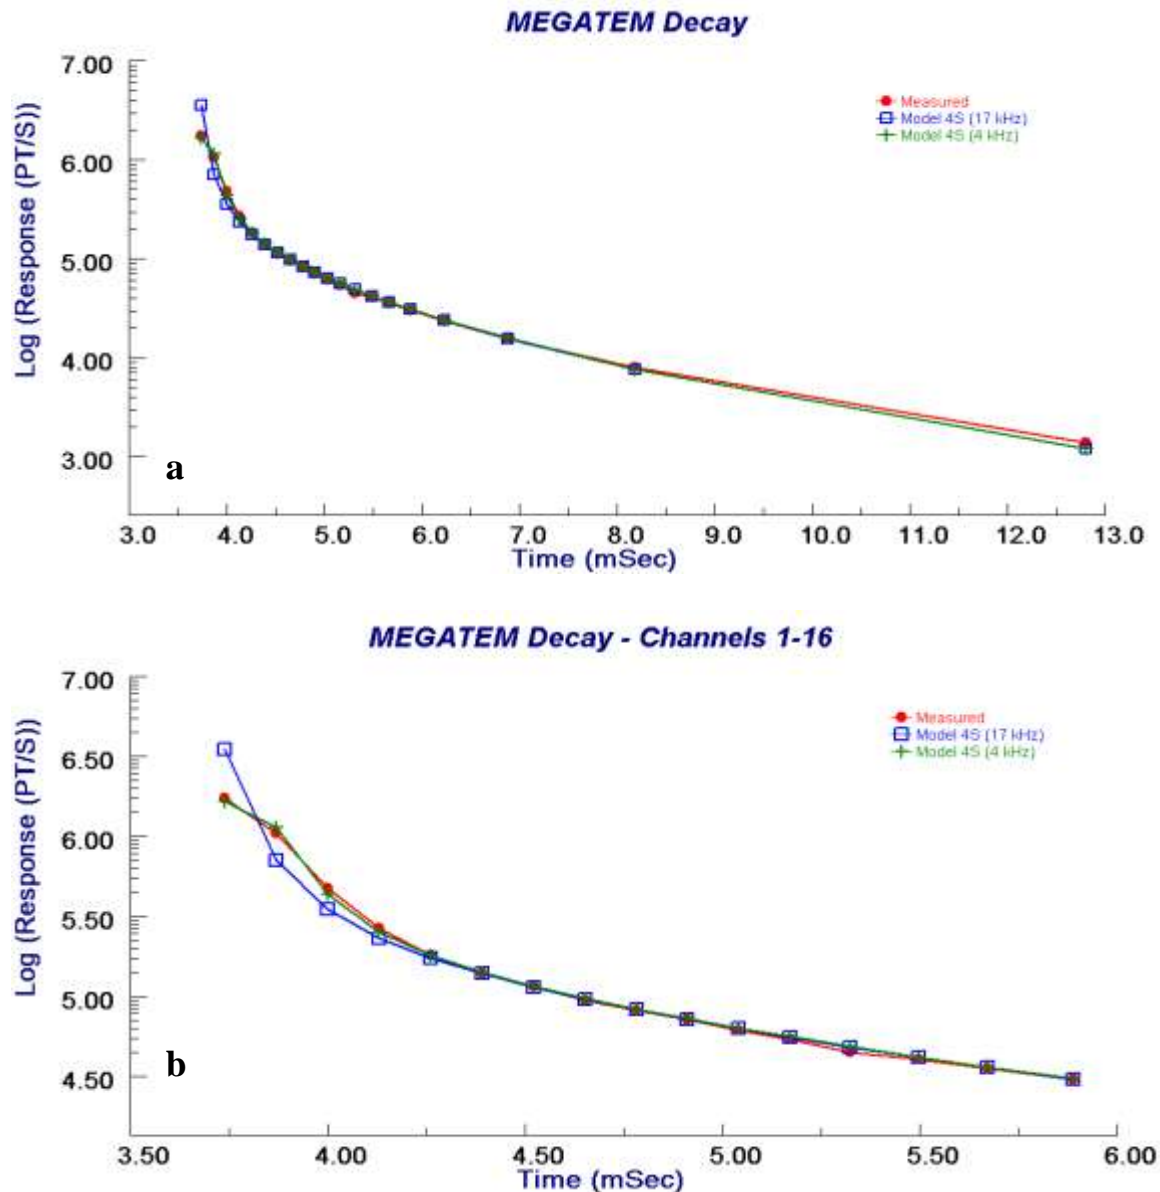 MEGATEM Decay
7.00
6.00
5.00
4.00
3.00
Log (Response (PT/S))
Measured
Model 4S (17 kHz)
Model 4S (4 kHz)
a
3.0 4.0 5.0 6.0 7.0 8.0 9.0 10.0 11.0 12.0 13.0
Time (mSec)
MEGATEM Decay - Channels 1-16
7.00
6.50
6.00
5.50
5.00
4.50
Log (Response (PT/S))
Measured
Model 4S (17 kHz)
Model 4S (4 kHz)
b
3.50 4.00 4.50 5.00 5.50 6.00
Time (mSec)